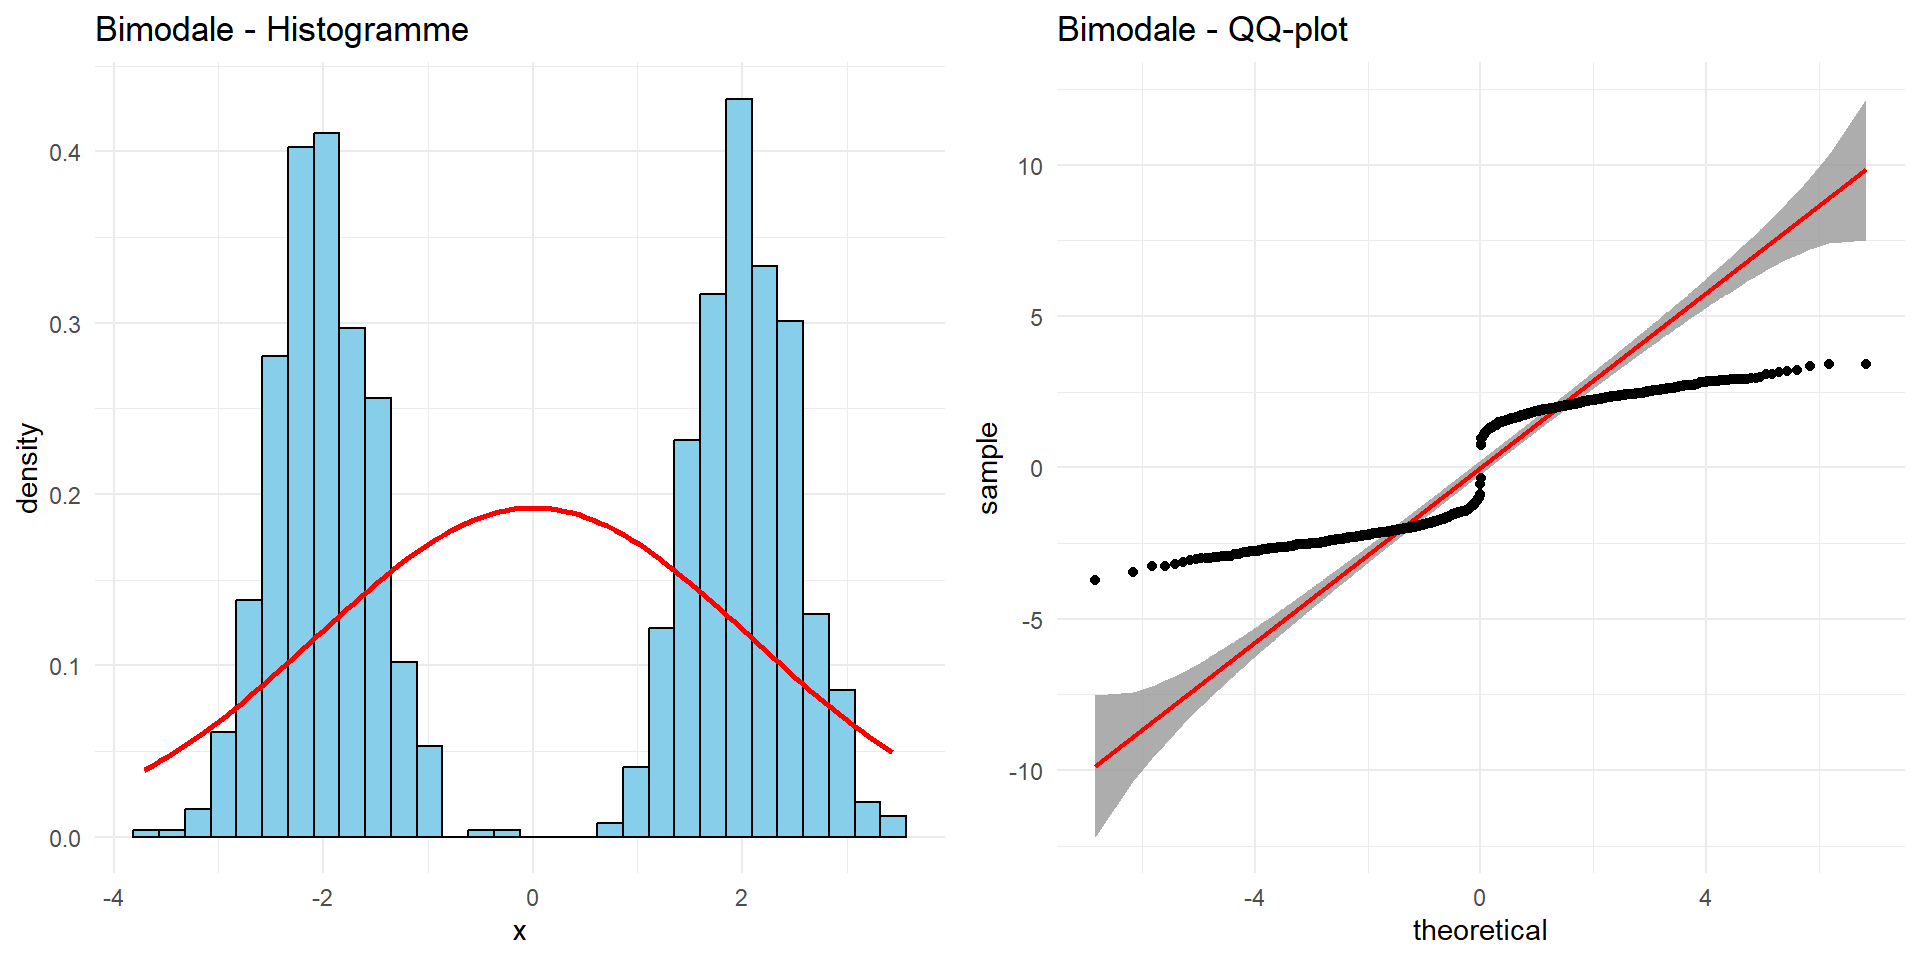 Bimodale - Histogramme
density
0.4
0.3
0.2
0.1
0.0
-4 -2 0 2
x
Bimodale - QQ-plot
sample
10
5
0
-5
-10
-4 0 4
theoretical